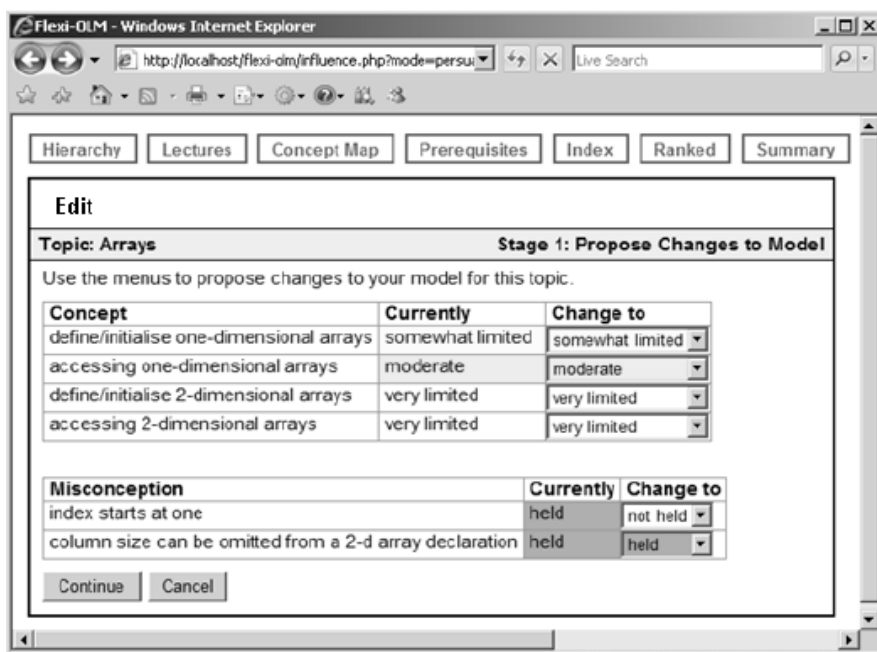 Flexi-OLM - Windows Internet Explorer
http://localhost/flexi-olm/influence.php?mode=persua
Live Search
Hierarchy Lectures Concept Map Prerequisites Index Ranked Summary
Edit
Topic: Arrays Stage 1: Propose Changes to Model
Use the menus to propose changes to your model for this topic.
Concept Currently Change to
define/initialise one-dimensional arrays somewhat limited somewhat limited
accessing one-dimensional arrays moderate moderate
define/initialise 2-dimensional arrays very limited very limited
accessing 2-dimensional arrays very limited very limited
Misconception Currently Change to
index starts at one held not held
column size can be omitted from a 2-d array declaration held held
Continue Cancel